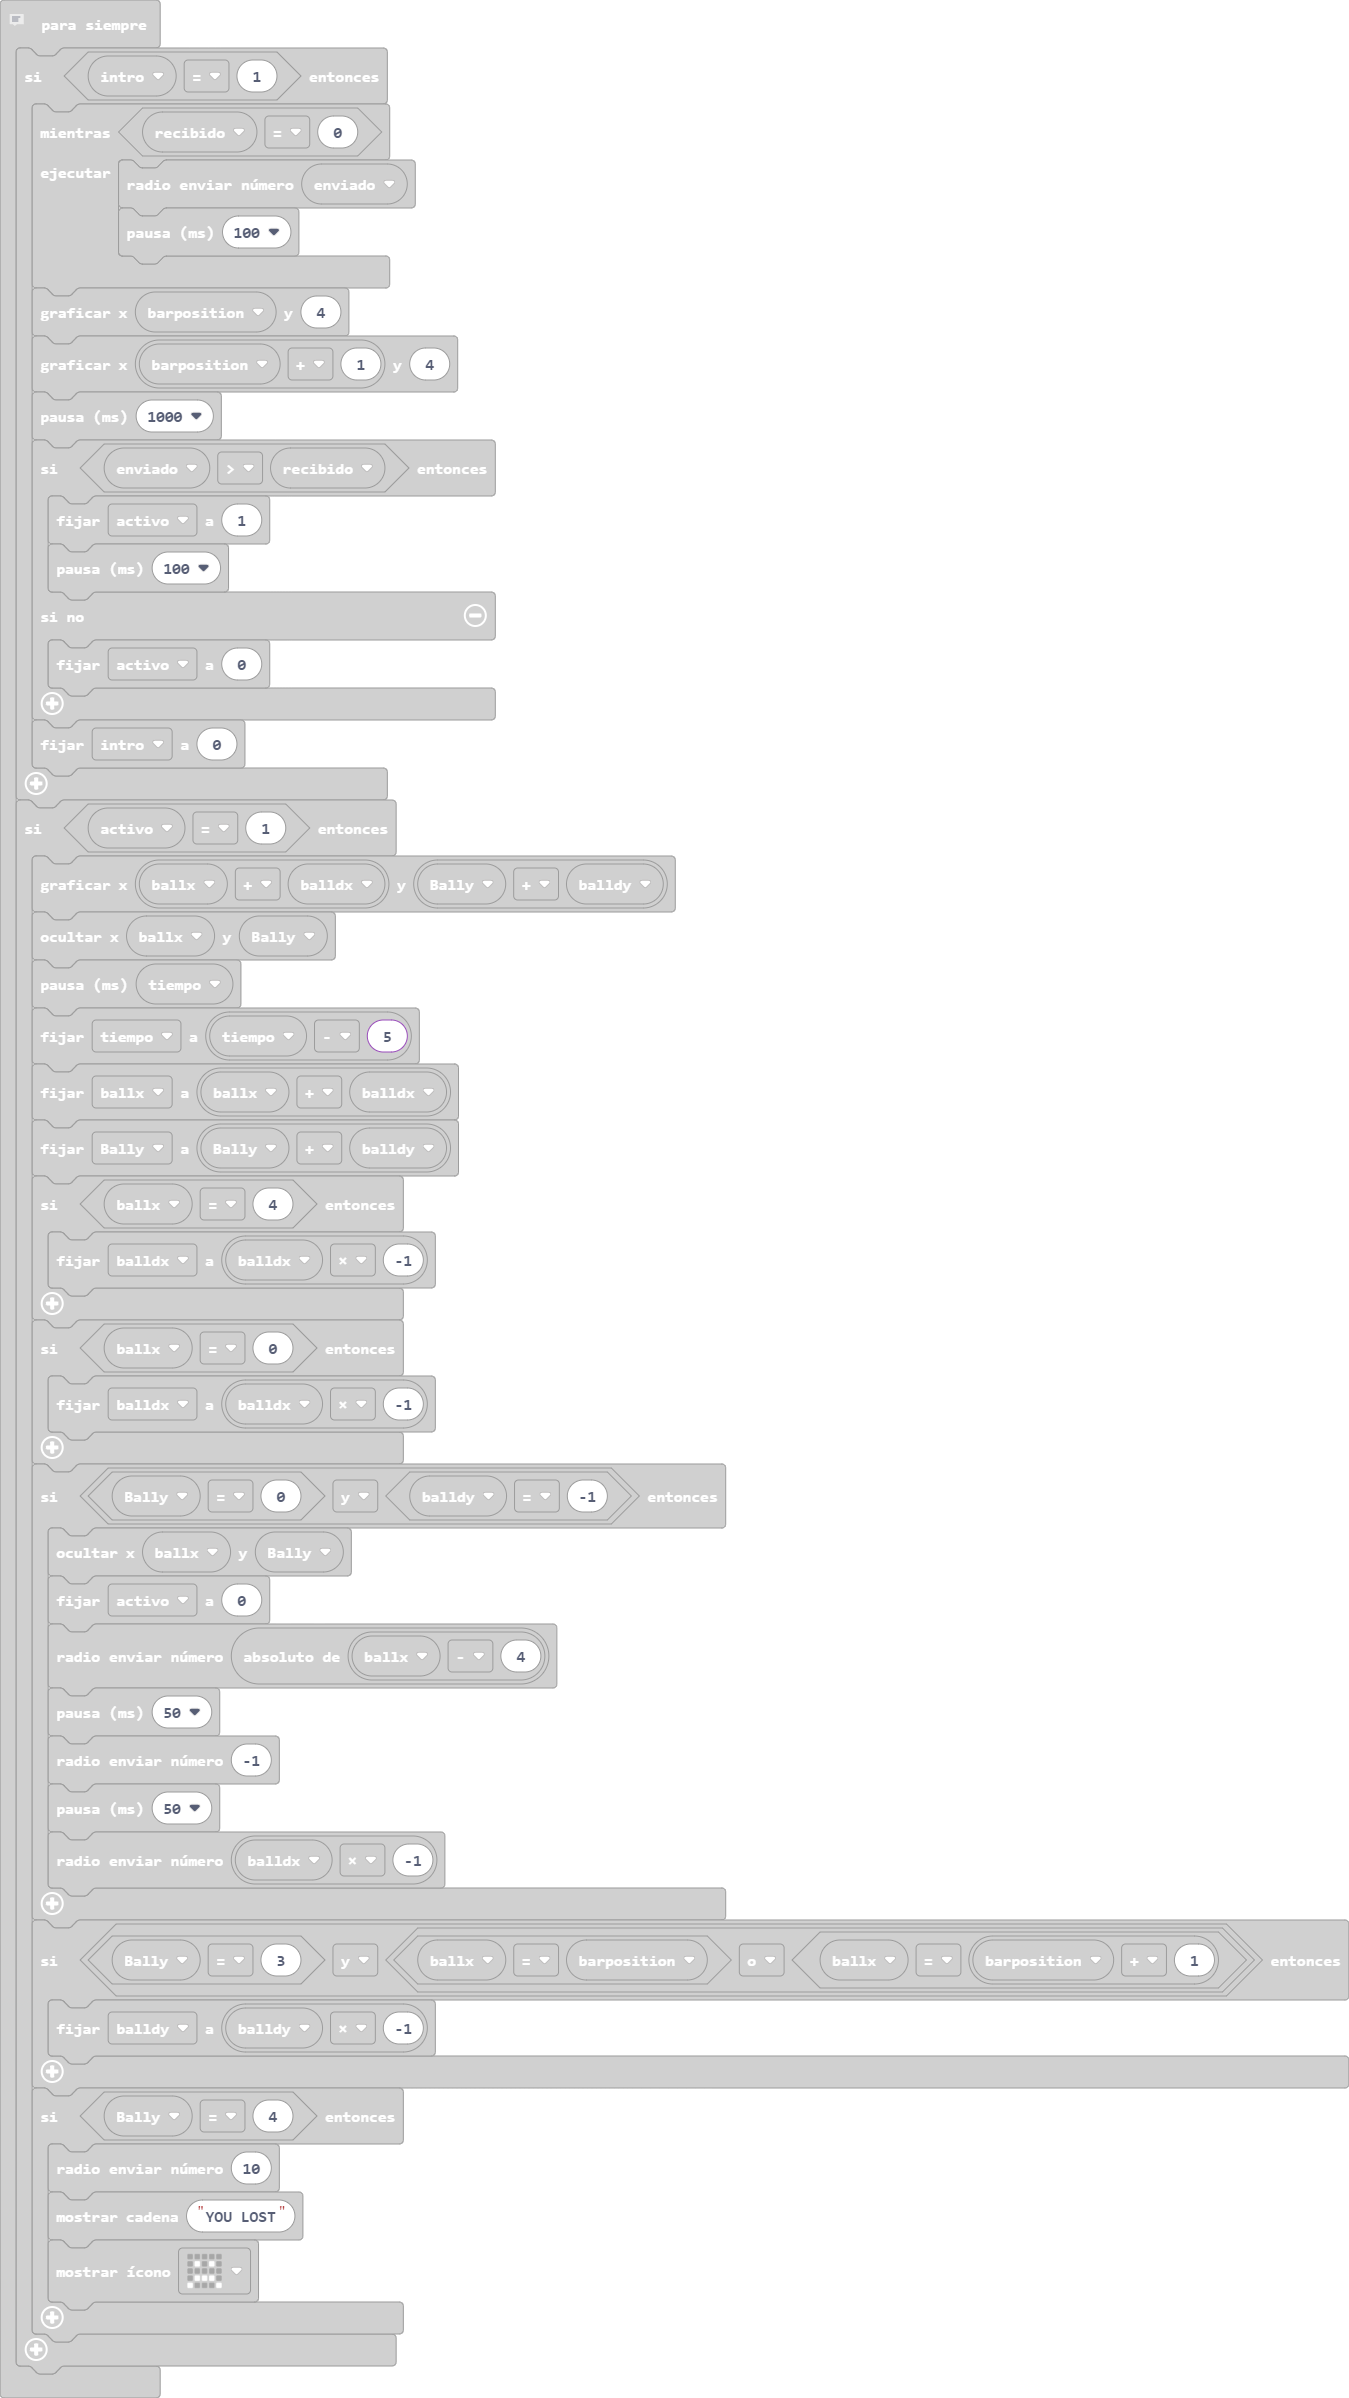 para siempre
si intro = 1 entonces
mientras recibido = 0
ejecutar
radio enviar número enviado
pausa (ms) 100
graficar x barposition y 4
graficar x barposition + 1 y 4
pausa (ms) 1000
si enviado > recibido entonces
fijar activo a 1
pausa (ms) 100
si no
fijar activo a 0
fijar intro a 0
si activo = 1 entonces
graficar x ballx + balldx y Bally + balldy
ocultar x ballx y Bally
pausa (ms) tiempo
fijar tiempo a tiempo - 5
fijar ballx a ballx + balldx
fijar Bally a Bally + balldy
si ballx = 4 entonces
fijar balldx a balldx × -1
si ballx = 0 entonces
fijar balldx a balldx × -1
si Bally = 0 y balldy = -1 entonces
ocultar x ballx y Bally
fijar activo a 0
radio enviar número absoluto de ballx - 4
pausa (ms) 50
radio enviar número -1
pausa (ms) 50
radio enviar número balldx × -1
si Bally = 3 y ballx = barposition o ballx = barposition + 1 entonces
fijar balldy a balldy × -1
si Bally = 4 entonces
radio enviar número 10
mostrar cadena "YOU LOST"
mostrar ícono